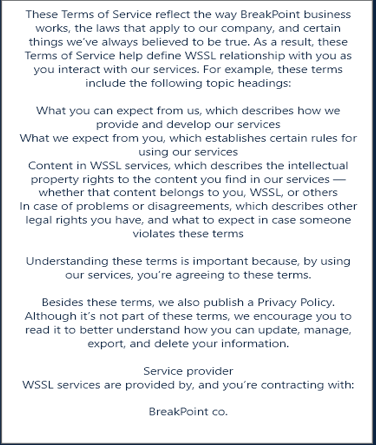 These Terms of Service reflect the way BreakPoint business
works, the laws that apply to our company, and certain
things we've always believed to be true. As a result, these
Terms of Service help define WSSL relationship with you as
you interact with our services. For example, these terms
include the following topic headings:
What you can expect from us, which describes how we
provide and develop our services
What we expect from you, which establishes certain rules for
using our services
Content in WSSL services, which describes the intellectual
property rights to the content you find in our services —
whether that content belongs to you, WSSL, or others
In case of problems or disagreements, which describes other
legal rights you have, and what to expect in case someone
violates these terms
Understanding these terms is important because, by using
our services, you're agreeing to these terms.
Besides these terms, we also publish a Privacy Policy.
Although it's not part of these terms, we encourage you to
read it to better understand how you can update, manage,
export, and delete your information.
Service provider
WSSL services are provided by, and you're contracting with:
BreakPoint co.